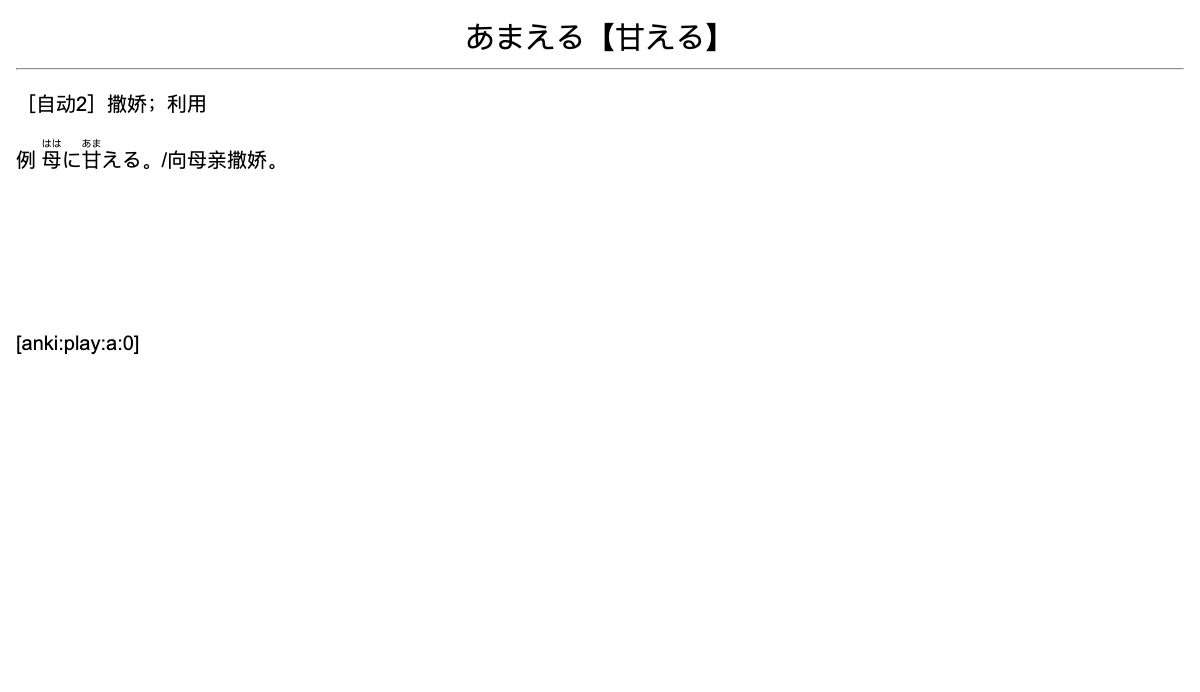 あまえる【甘える】
［自动2］撒娇；利用
例 母に甘える。/向母亲撒娇。
はは あま
[anki:play:a:0]